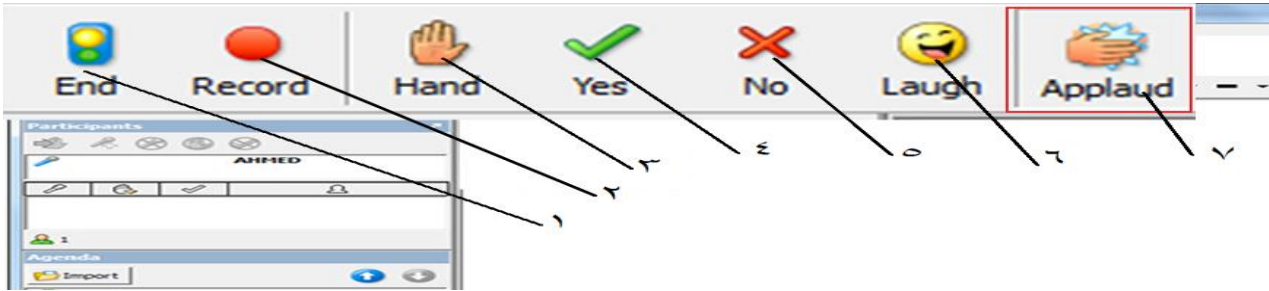 End Record Hand Yes No Laugh Applaud
Participants
AHMED
٣ ٤ ٥ ٦ ٧
٢
١
1
Agenda
Import